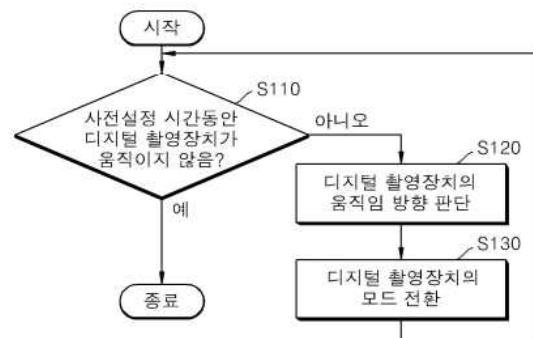 시작
S110
사전설정 시간동안
디지털 촬영장치가
움직이지 않음?
아니오
예
S120
디지털 촬영장치의
움직임 방향 판단
S130
디지털 촬영장치의
모드 전환
종료